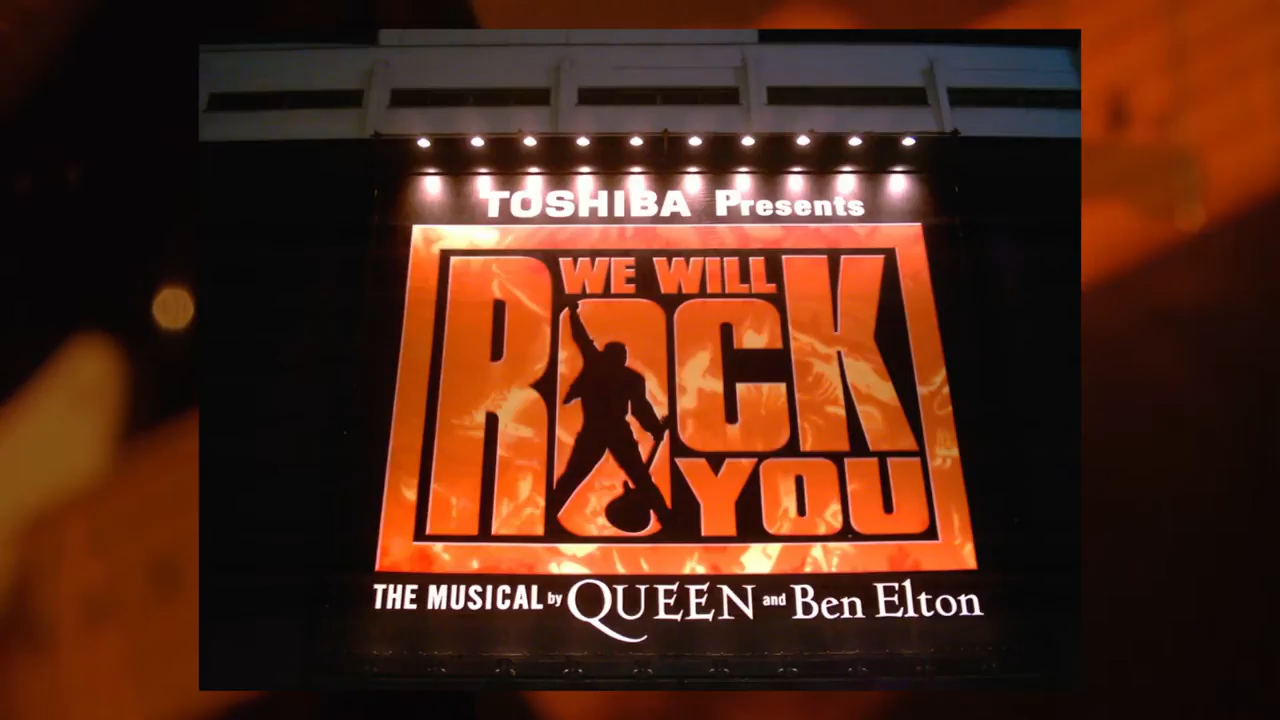 TOSHIBA Presents
WE WILL
ROCK
YOU
THE MUSICAL by QUEEN and Ben Elton